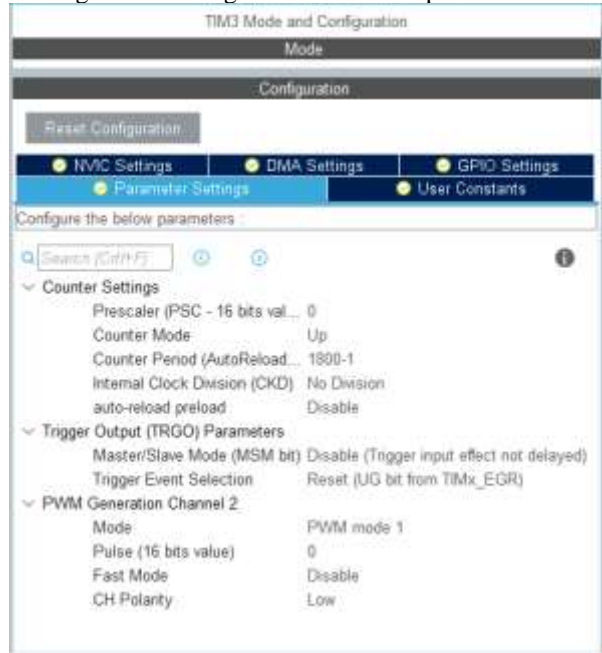 TIM3 Mode and Configuration
Mode
Configuration
Reset Configuration
NVIC Settings
DMA Settings
GPIO Settings
Parameter Settings
User Constants
Configure the below parameters :
Search (Ctrl+F)
Counter Settings
Prescaler (PSC - 16 bits val... 0
Counter Mode Up
Counter Period (AutoReload... 1800-1
Internal Clock Division (CKD) No Division
auto-reload preload Disable
Trigger Output (TRGO) Parameters
Master/Slave Mode (MSM bit) Disable (Trigger input effect not delayed)
Trigger Event Selection Reset (UG bit from TIMx_EGR)
PWM Generation Channel 2
Mode PWM mode 1
Pulse (16 bits value) 0
Fast Mode Disable
CH Polarity Low